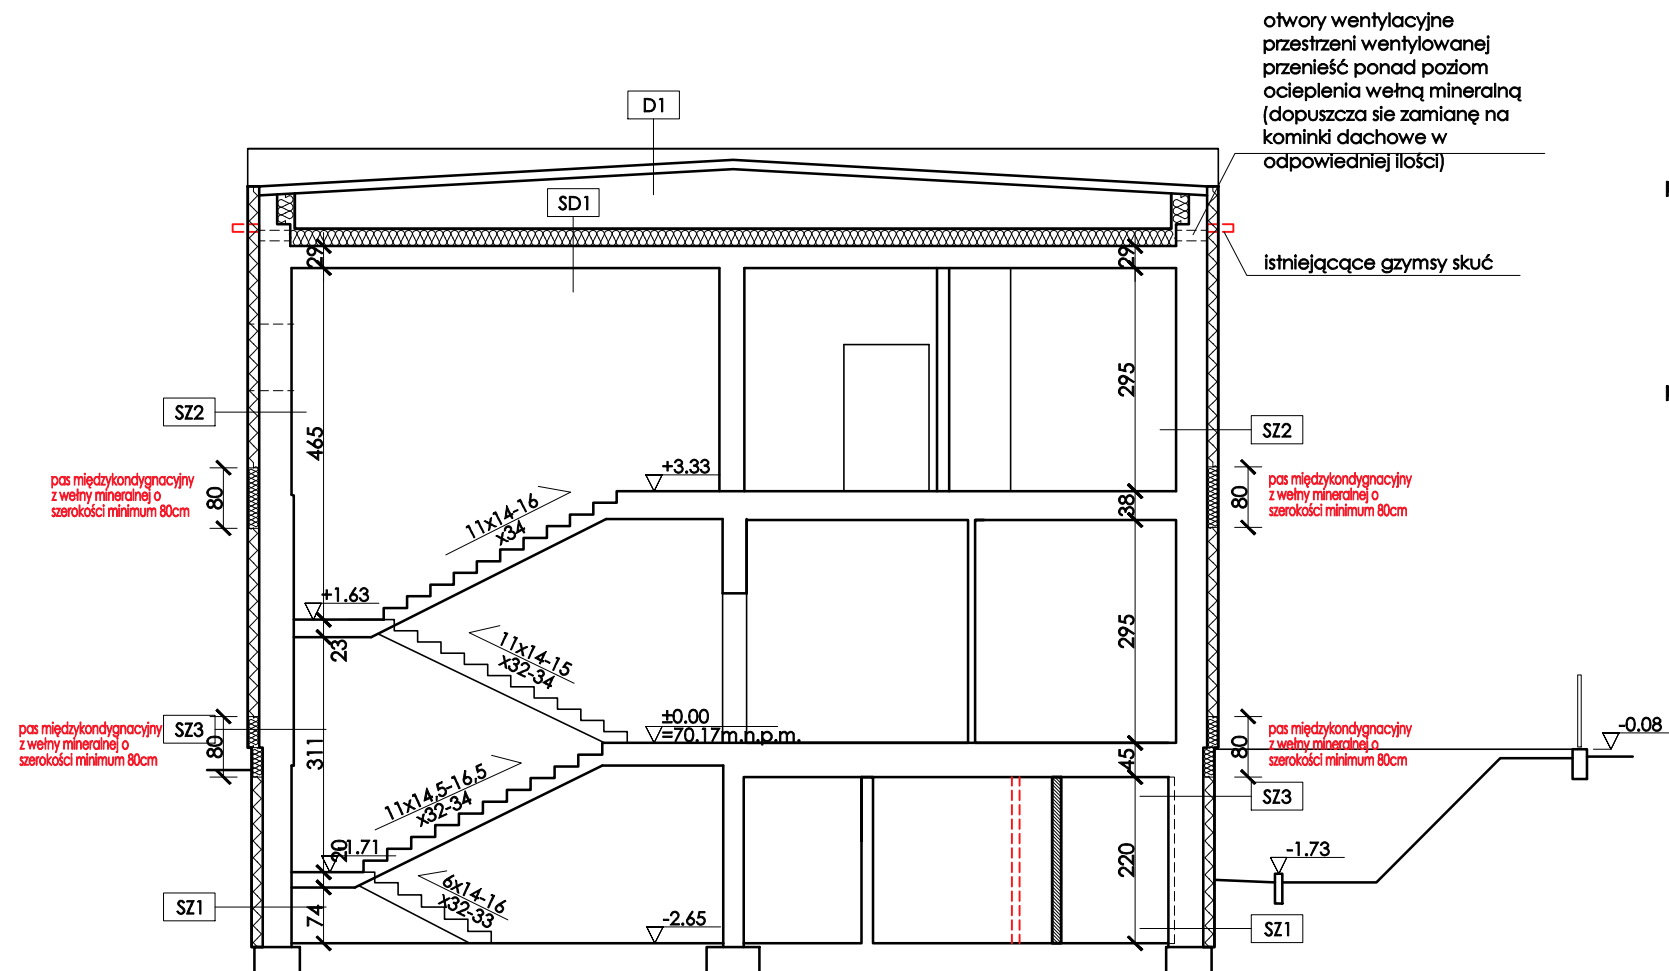 otwory wentylacyjne
przestrzeni wentylowanej
przenieść ponad poziom
ocieplenia wełną mineralną
(dopuszcza sie zamianę na
kominki dachowe w
odpowiedniej ilości)
D1
SD1
istniejącące gzymsy skuć
29
29
SZ2
465
295
SZ2
+3.33
pas międzykondygnacyjny
z wełny mineralnej o
szerokości minimum 80cm
80
11x14-16
x34
38
80
pas międzykondygnacyjny
z wełny mineralnej o
szerokości minimum 80cm
+1.63
23
11x14-15
x32-34
295
±0.00
=70.17m.n.p.m.
SZ3
pas międzykondygnacyjny
z wełny mineralnej o
szerokości minimum 80cm
80
311
45
80
pas międzykondygnacyjny
z wełny mineralnej o
szerokości minimum 80cm
-0.08
11x14,5-16,5
x32-34
SZ3
20
-1.71
220
-1.73
6x14-16
x32-33
SZ1
74
-2.65
SZ1